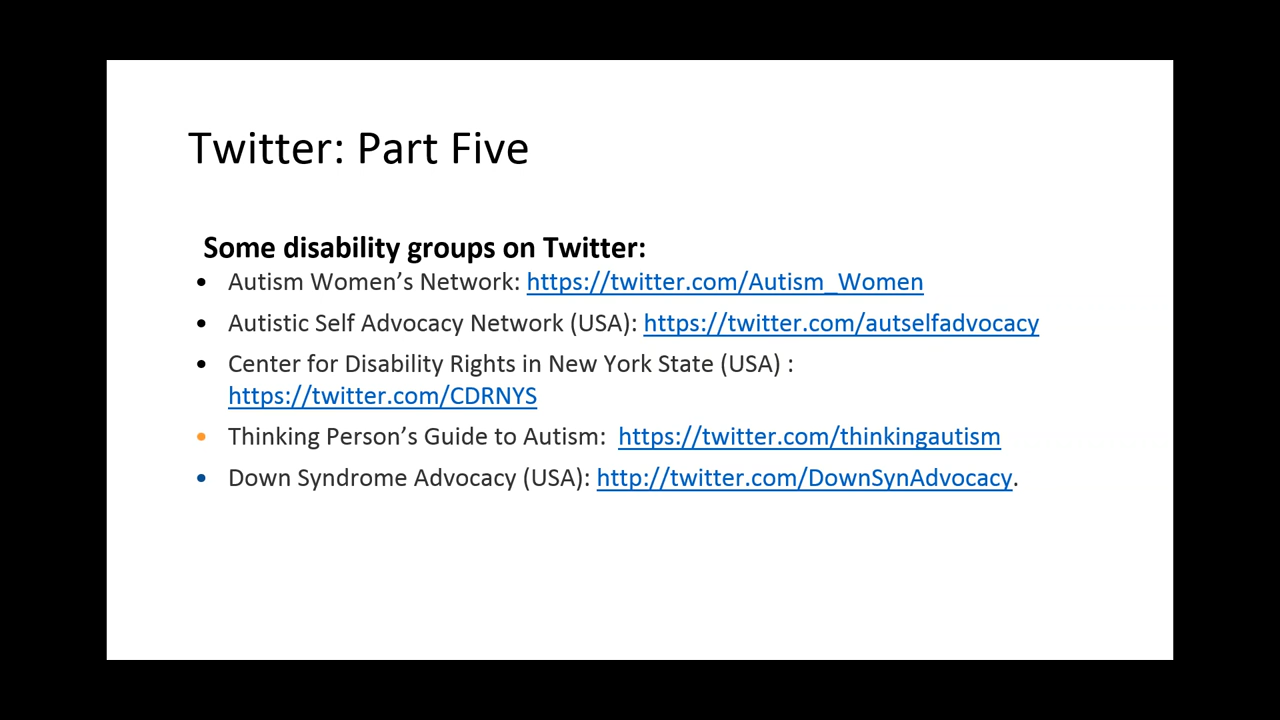 Twitter: Part Five
Some disability groups on Twitter:
• Autism Women’s Network: https://twitter.com/Autism_Women
• Autistic Self Advocacy Network (USA): https://twitter.com/autselfadvocacy
• Center for Disability Rights in New York State (USA) :
https://twitter.com/CDRNYS
• Thinking Person’s Guide to Autism:  https://twitter.com/thinkingautism
• Down Syndrome Advocacy (USA): http://twitter.com/DownSynAdvocacy.